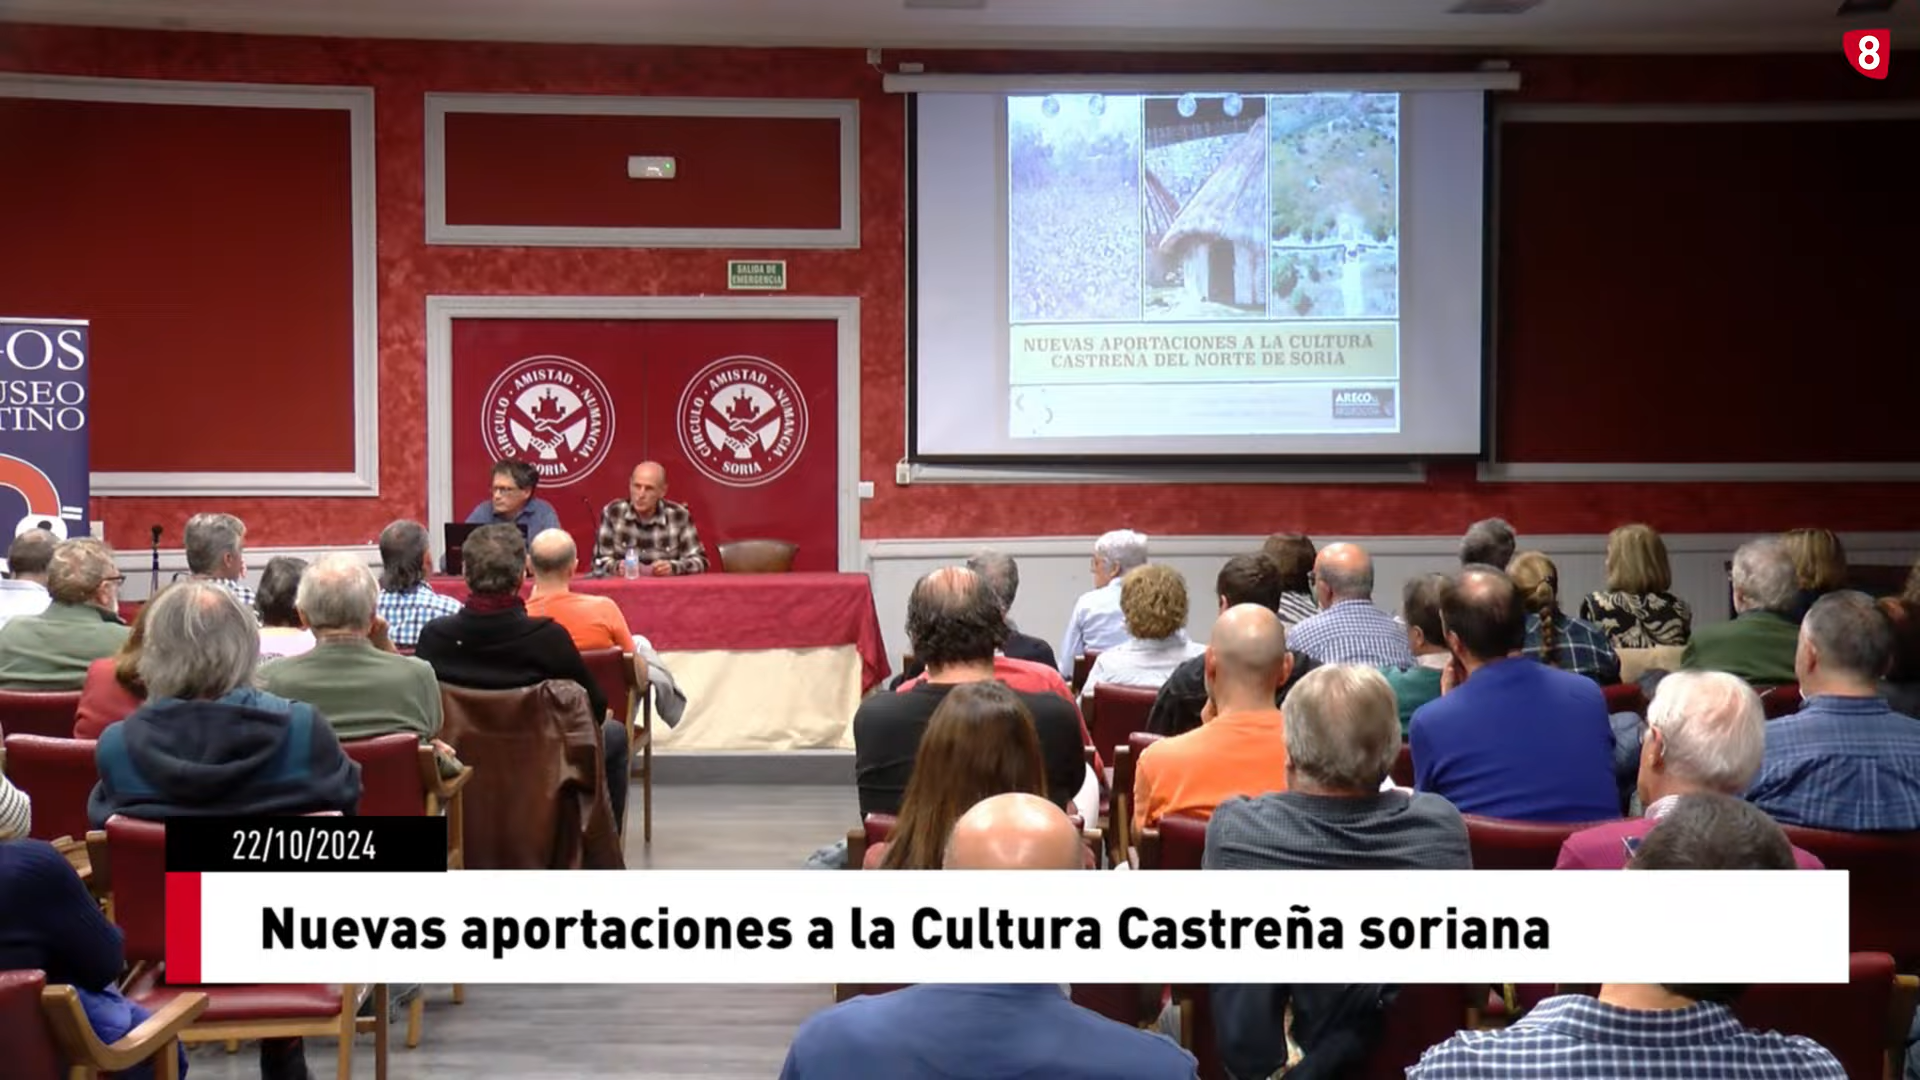 8
SALIDA DE
EMERGENCIA
NUEVAS APORTACIONES A LA CULTURA
CASTREÑA DEL NORTE DE SORIA
ARECO
OS
USEO
TINO
CÍRCULO · AMISTAD · NUMANCIA
SORIA
CÍRCULO · AMISTAD · NUMANCIA ·
SORIA
22/10/2024
Nuevas aportaciones a la Cultura Castreña soriana